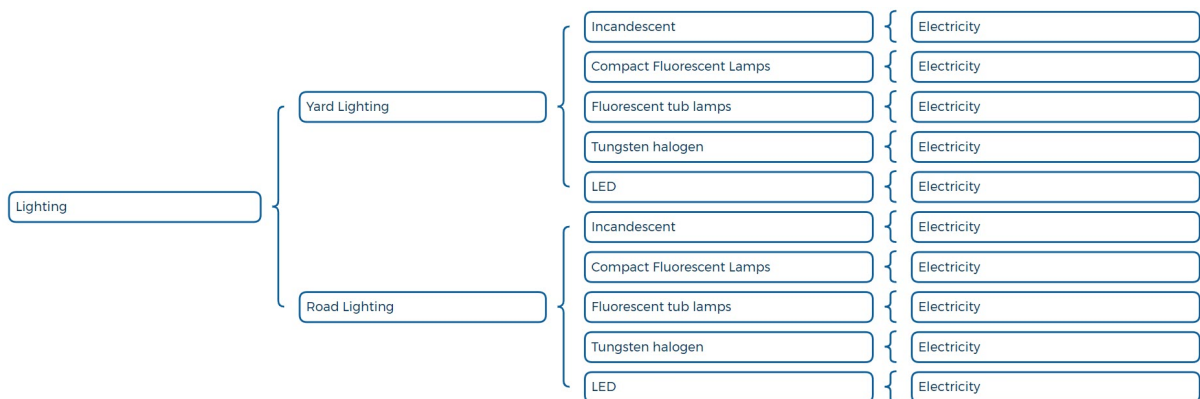 Incandescent
Electricity
Compact Fluorescent Lamps
Electricity
Yard Lighting
Fluorescent tub lamps
Electricity
Tungsten halogen
Electricity
LED
Electricity
Lighting
Incandescent
Electricity
Compact Fluorescent Lamps
Electricity
Road Lighting
Fluorescent tub lamps
Electricity
Tungsten halogen
Electricity
LED
Electricity